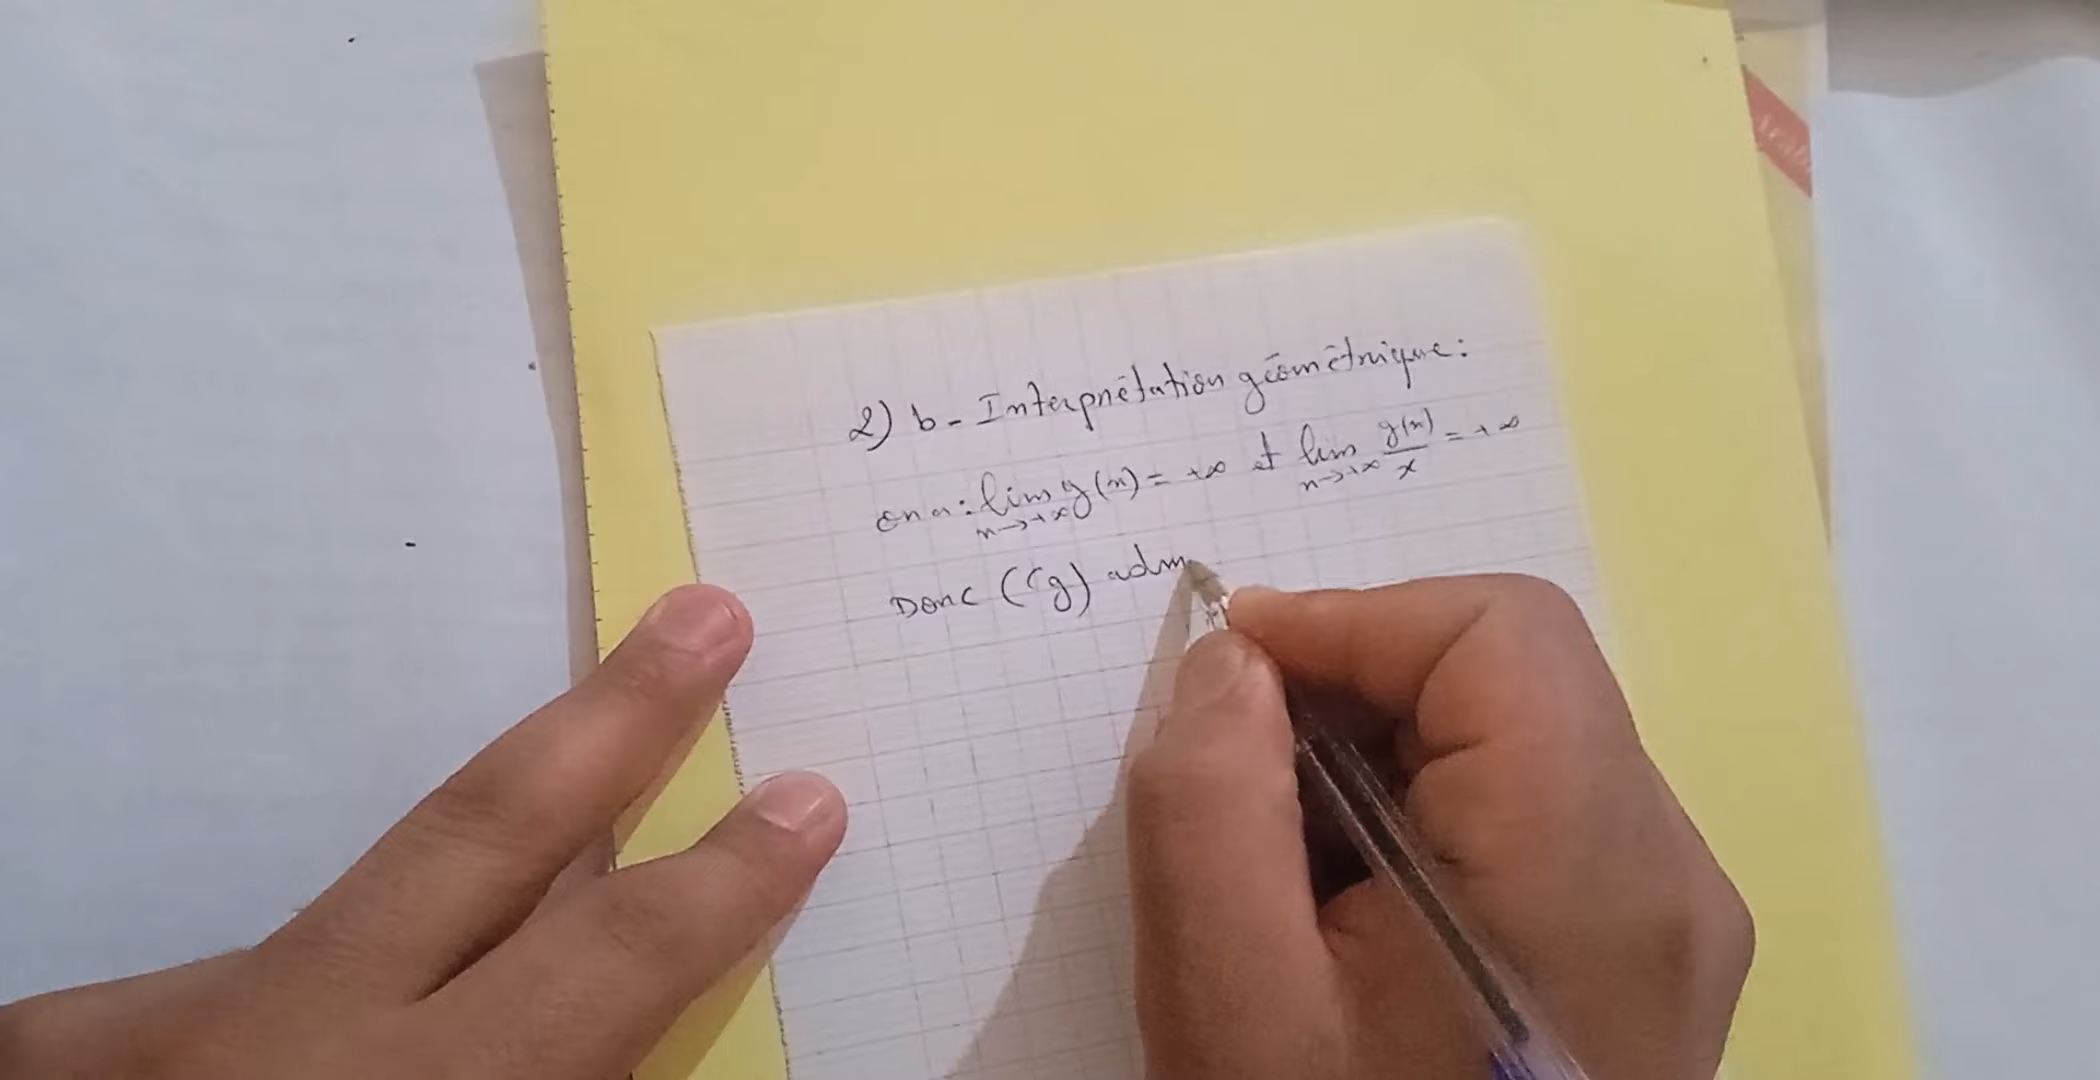 2) b - Interprétation géométrique:
on a: lim g(x) = +∞ et lim g(x)/x = +∞
x→+∞ x→+∞
Donc (Cg) adm